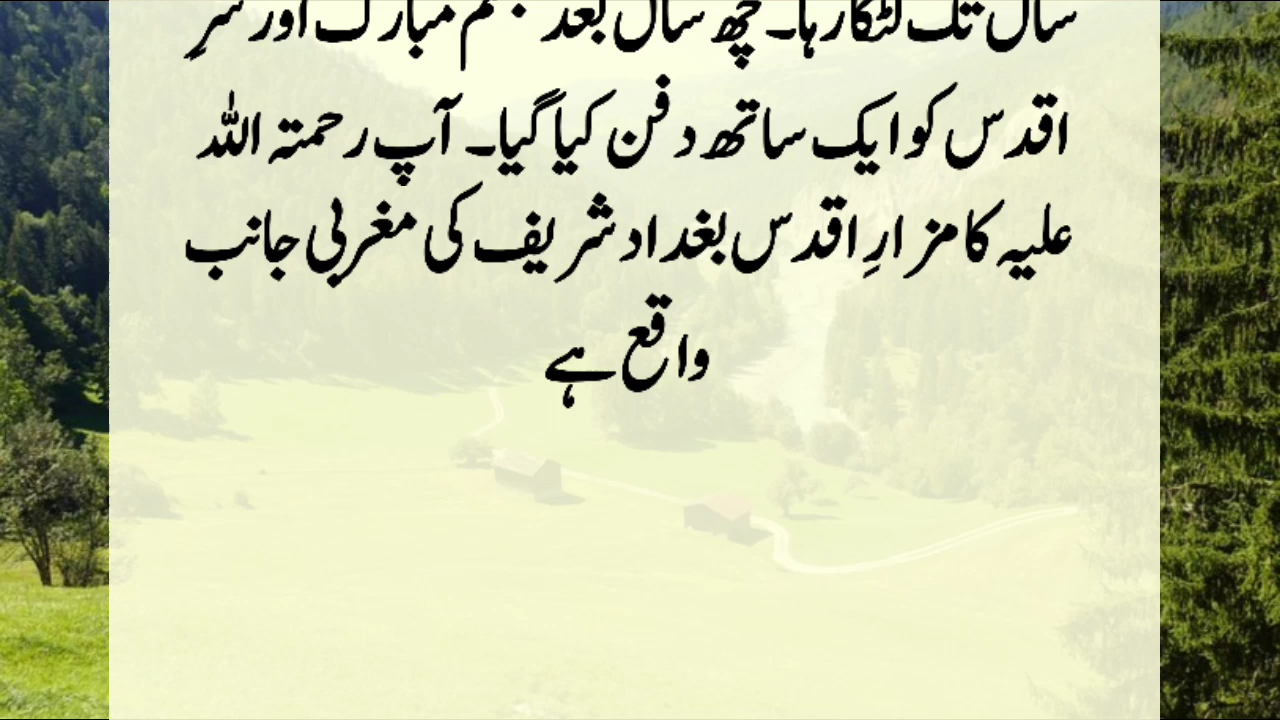 سال تک لٹکا رہا۔ چھ سال بعد جسم مبارک اور سرِ
اقدس کو ایک ساتھ دفن کیا گیا۔ آپ رحمتہ اللہ
علیہ کا مزارِ اقدس بغداد شریف کی مغربی جانب
واقع ہے